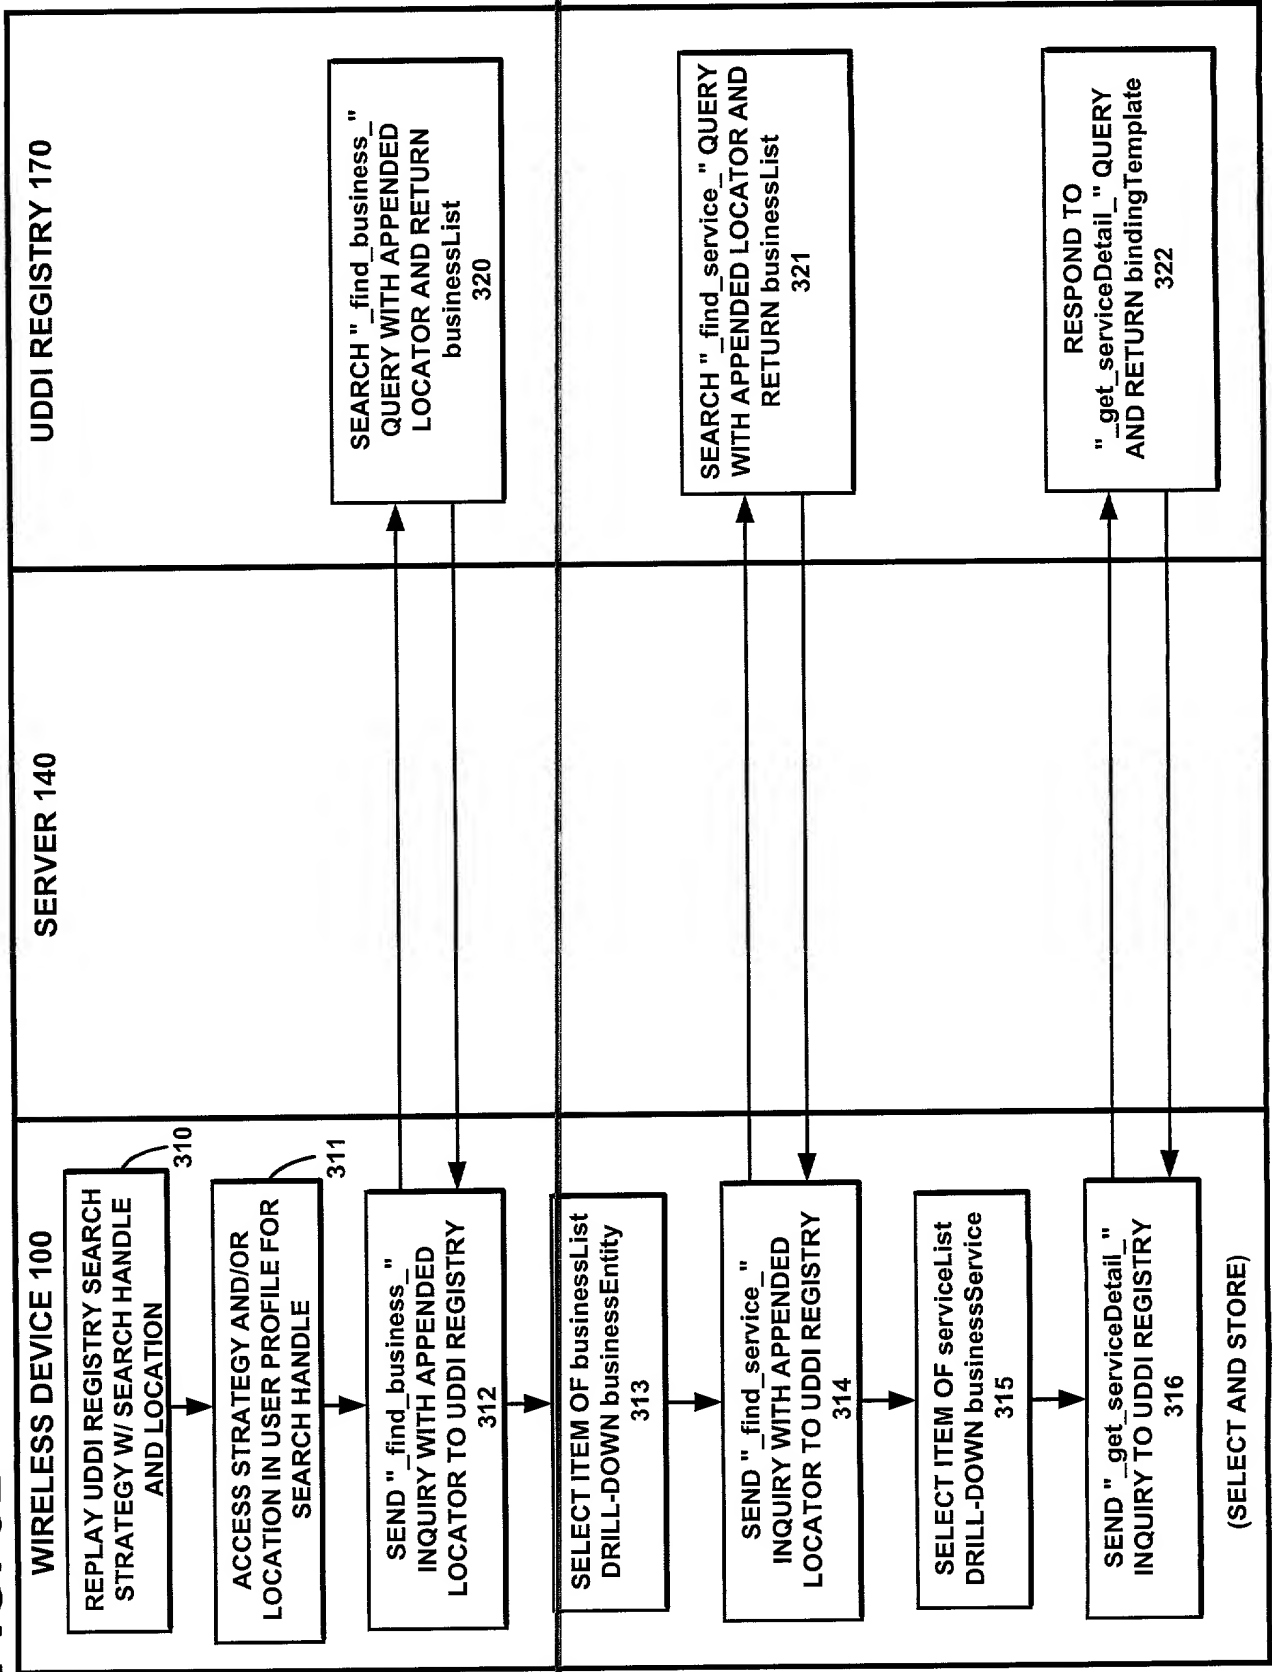 WIRELESS DEVICE 100
REPLAY UDDI REGISTRY SEARCH
STRATEGY W/ SEARCH HANDLE
AND LOCATION
310
ACCESS STRATEGY AND/OR
LOCATION IN USER PROFILE FOR
SEARCH HANDLE
311
SEND "_find_business_"
INQUIRY WITH APPENDED
LOCATOR TO UDDI REGISTRY
312
SELECT ITEM OF businessList
DRILL-DOWN businessEntity
313
SEND "_find_service_"
INQUIRY WITH APPENDED
LOCATOR TO UDDI REGISTRY
314
SELECT ITEM OF serviceList
DRILL-DOWN businessService
315
SEND "_get_serviceDetail_"
INQUIRY TO UDDI REGISTRY
316
(SELECT AND STORE)
SERVER 140
UDDI REGISTRY 170
SEARCH "_find_business_"
QUERY WITH APPENDED
LOCATOR AND RETURN
businessList
320
SEARCH "_find_service_" QUERY
WITH APPENDED LOCATOR AND
RETURN businessList
321
RESPOND TO
"_get_serviceDetail_" QUERY
AND RETURN bindingTemplate
322